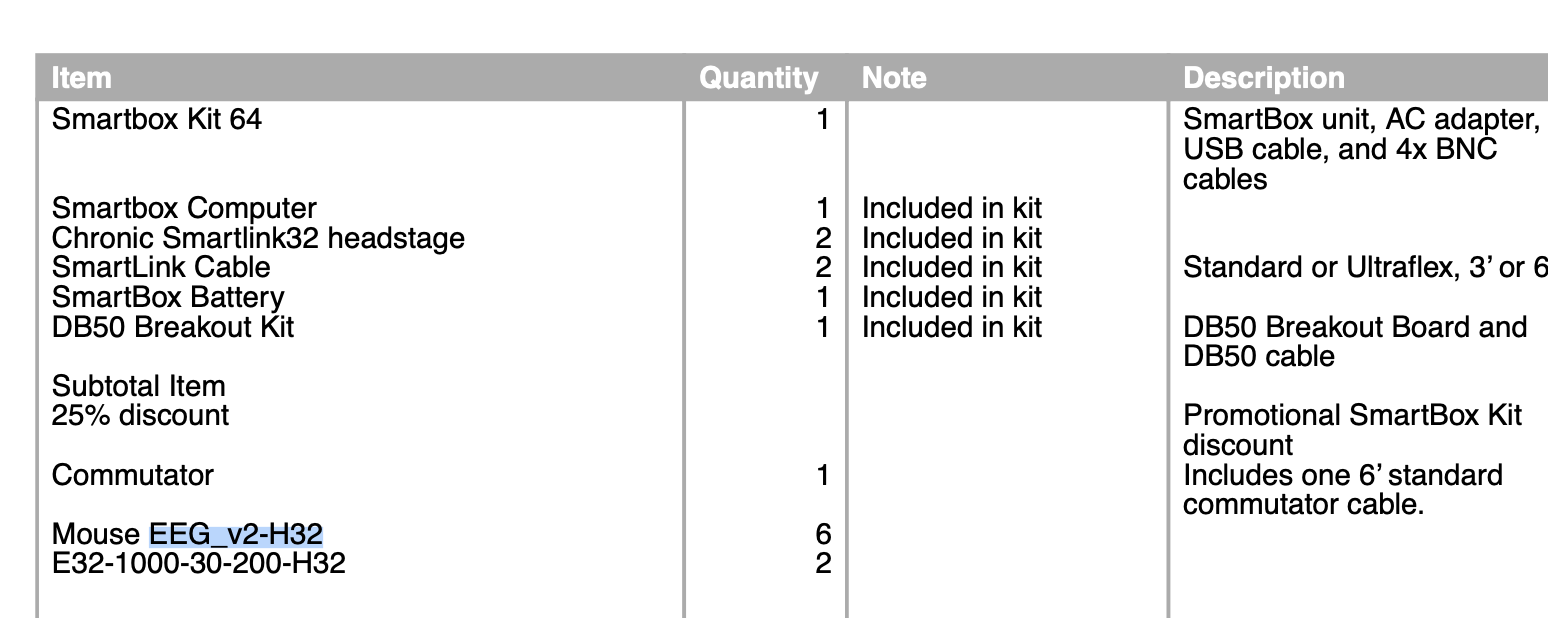 Item Quantity Note Description
Smartbox Kit 64 1 SmartBox unit, AC adapter,
USB cable, and 4x BNC
cables
Smartbox Computer 1 Included in kit
Chronic Smartlink32 headstage 2 Included in kit
SmartLink Cable 2 Included in kit Standard or Ultraflex, 3’ or 6
SmartBox Battery 1 Included in kit
DB50 Breakout Kit 1 Included in kit DB50 Breakout Board and
DB50 cable
Subtotal Item
25% discount Promotional SmartBox Kit
discount
Commutator 1 Includes one 6’ standard
commutator cable.
Mouse EEG_v2-H32 6
E32-1000-30-200-H32 2